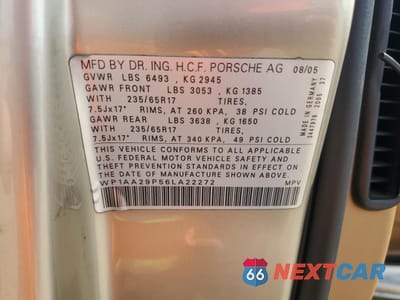 MFD BY DR. ING. H.C.F. PORSCHE AG 08/05
GVWR LBS 6493 , KG 2945
GAWR FRONT LBS 3053 , KG 1385
WITH 235/65R17 TIRES,
7.5Jx17" RIMS, AT 260 KPA, 38 PSI COLD
GAWR REAR LBS 3638 , KG 1650
WITH 235/65R17 TIRES,
7.5Jx17" RIMS, AT 340 KPA, 49 PSI COLD
THIS VEHICLE CONFORMS TO ALL APPLICABLE
U.S. FEDERAL MOTOR VEHICLE SAFETY AND
THEFT PREVENTION STANDARDS IN EFFECT ON
THE DATE OF MANUFACTURE SHOWN ABOVE.
WP1AA29P56LA22272 MPV
4447976 2005 37
66 NEXTCAR